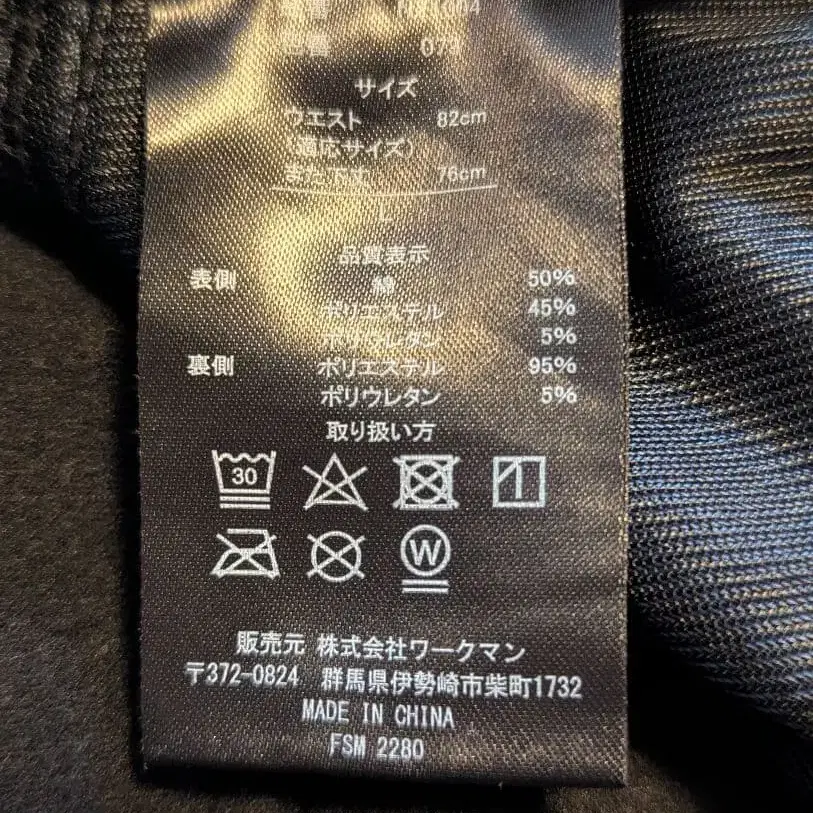 サイズ
ウエスト 82cm
(適応サイズ)
また下丈 76cm
L
品質表示
表側 綿 50%
ポリエステル 45%
ポリウレタン 5%
裏側 ポリエステル 95%
ポリウレタン 5%
取り扱い方
30
W
販売元 株式会社ワークマン
〒372-0824 群馬県伊勢崎市柴町1732
MADE IN CHINA
FSM 2280